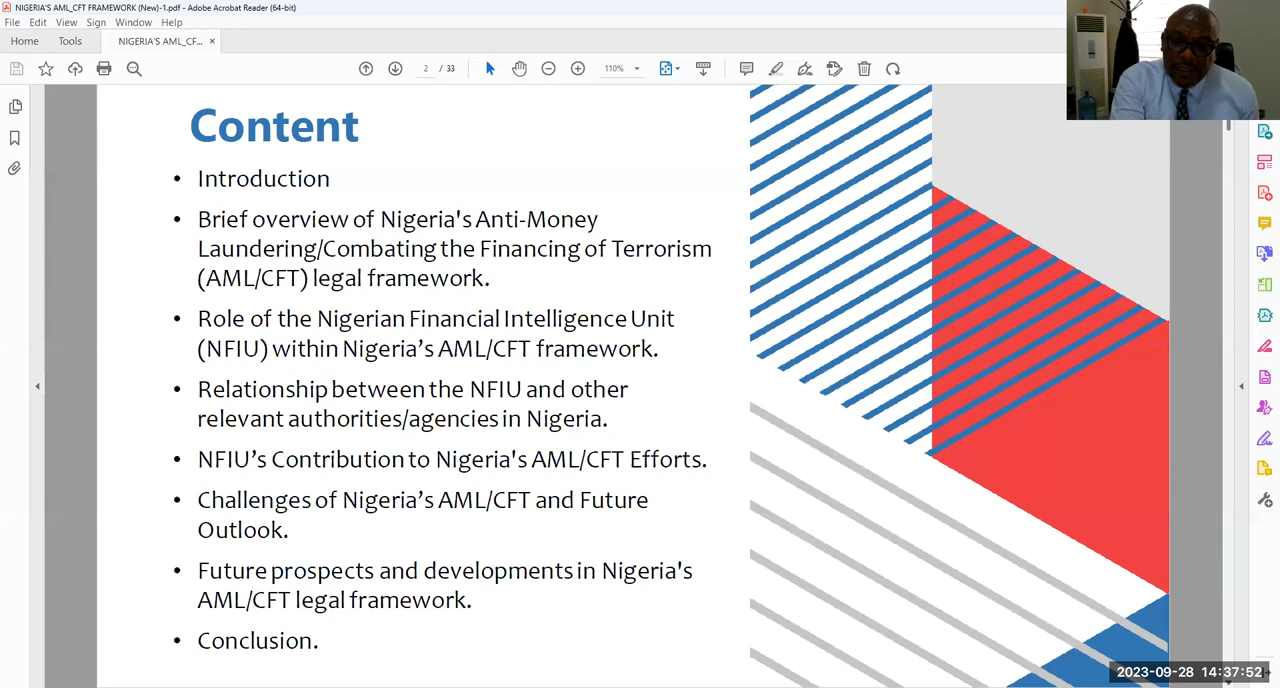 NIGERIA'S AML_CFT FRAMEWORK (New)-1.pdf - Adobe Acrobat Reader (64-bit)
File Edit View Sign Window Help
Home Tools NIGERIA'S AML_CF... ×
2 / 33 110%
Content
• Introduction
• Brief overview of Nigeria's Anti-Money
Laundering/Combating the Financing of Terrorism
(AML/CFT) legal framework.
• Role of the Nigerian Financial Intelligence Unit
(NFIU) within Nigeria’s AML/CFT framework.
• Relationship between the NFIU and other
relevant authorities/agencies in Nigeria.
• NFIU’s Contribution to Nigeria's AML/CFT Efforts.
• Challenges of Nigeria’s AML/CFT and Future
Outlook.
• Future prospects and developments in Nigeria's
AML/CFT legal framework.
• Conclusion.
2023-09-28 14:37:52